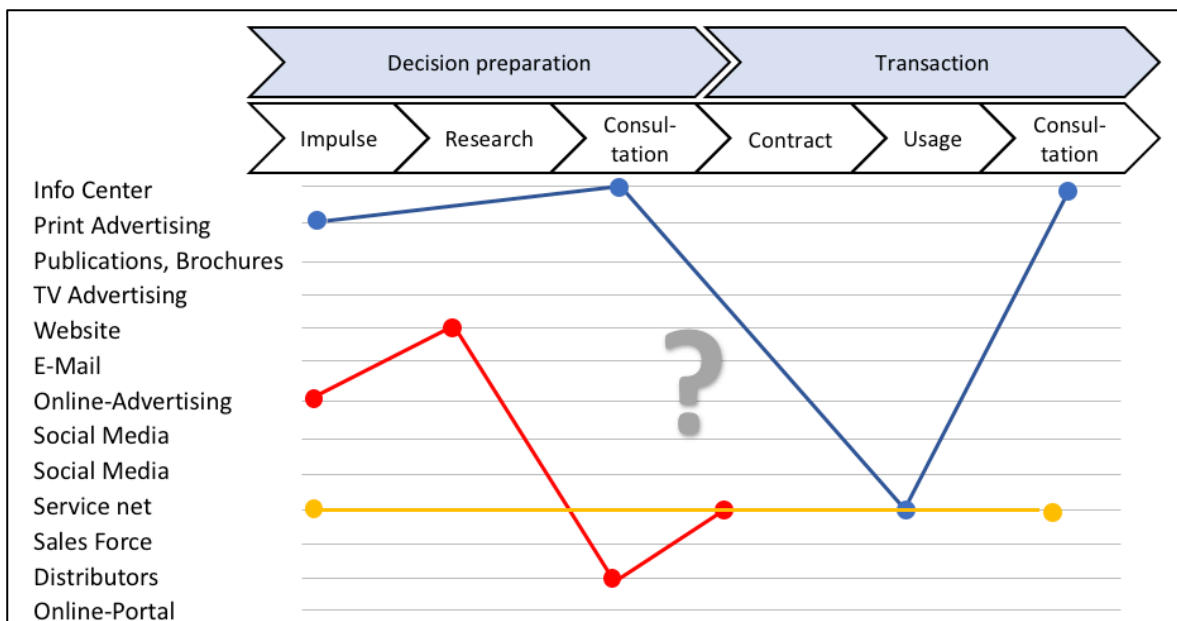 Decision preparation
Transaction
Impulse
Research
Consul-
tation
Contract
Usage
Consul-
tation
Info Center
Print Advertising
Publications, Brochures
TV Advertising
Website
E-Mail
Online-Advertising
Social Media
Social Media
Service net
Sales Force
Distributors
Online-Portal
?